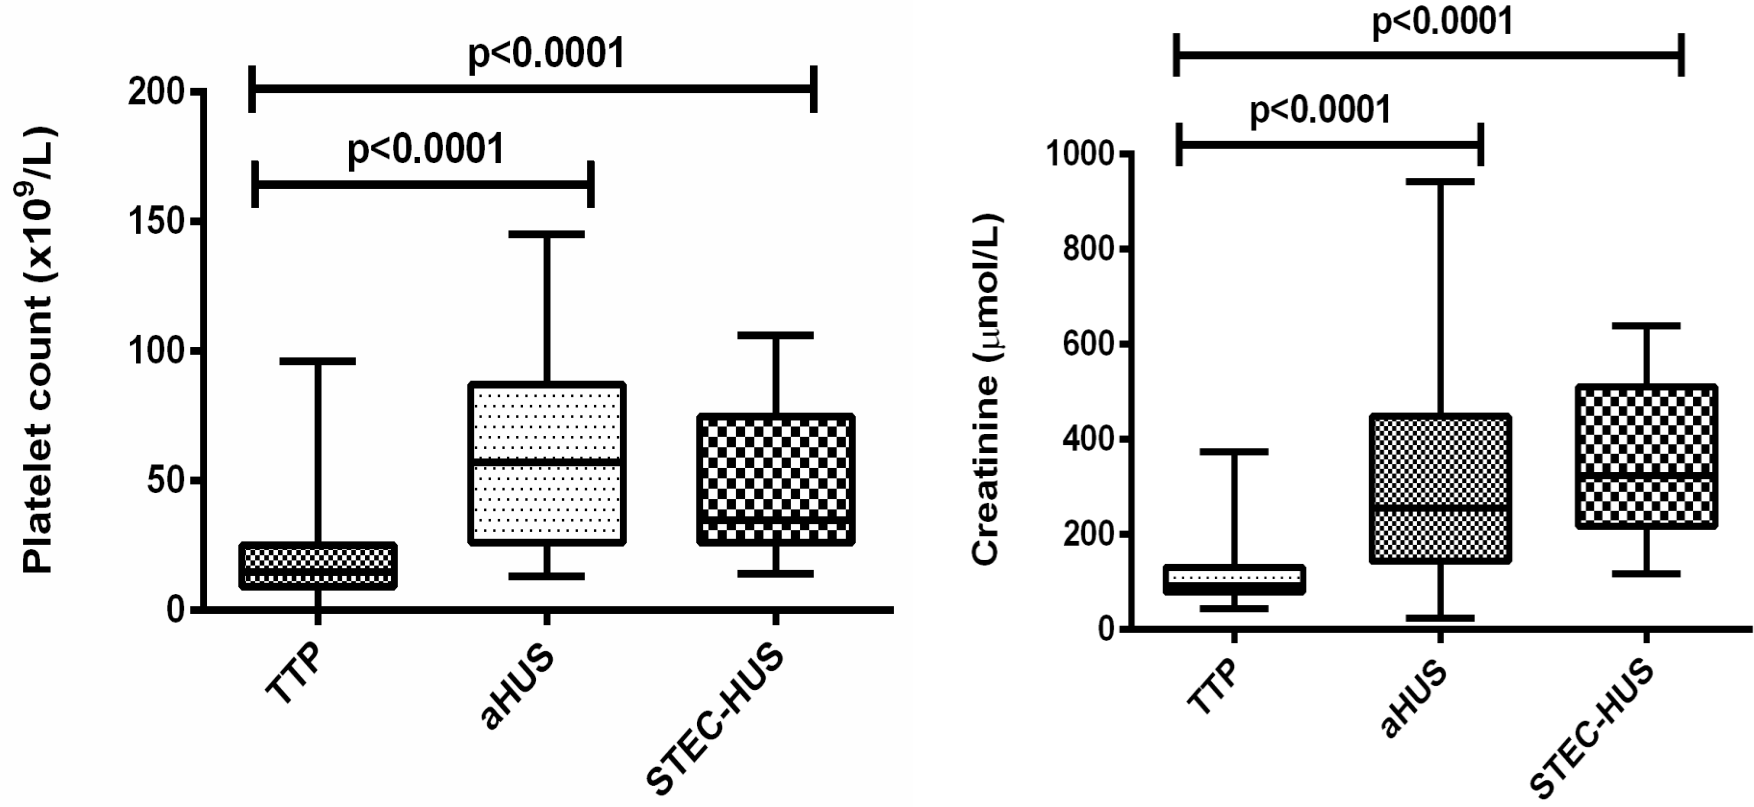 p<0.0001
p<0.0001
Platelet count (x10⁹/L)
200
150
100
50
0
TTP
aHUS
STEC-HUS
p<0.0001
p<0.0001
Creatinine (μmol/L)
1000
800
600
400
200
0
TTP
aHUS
STEC-HUS